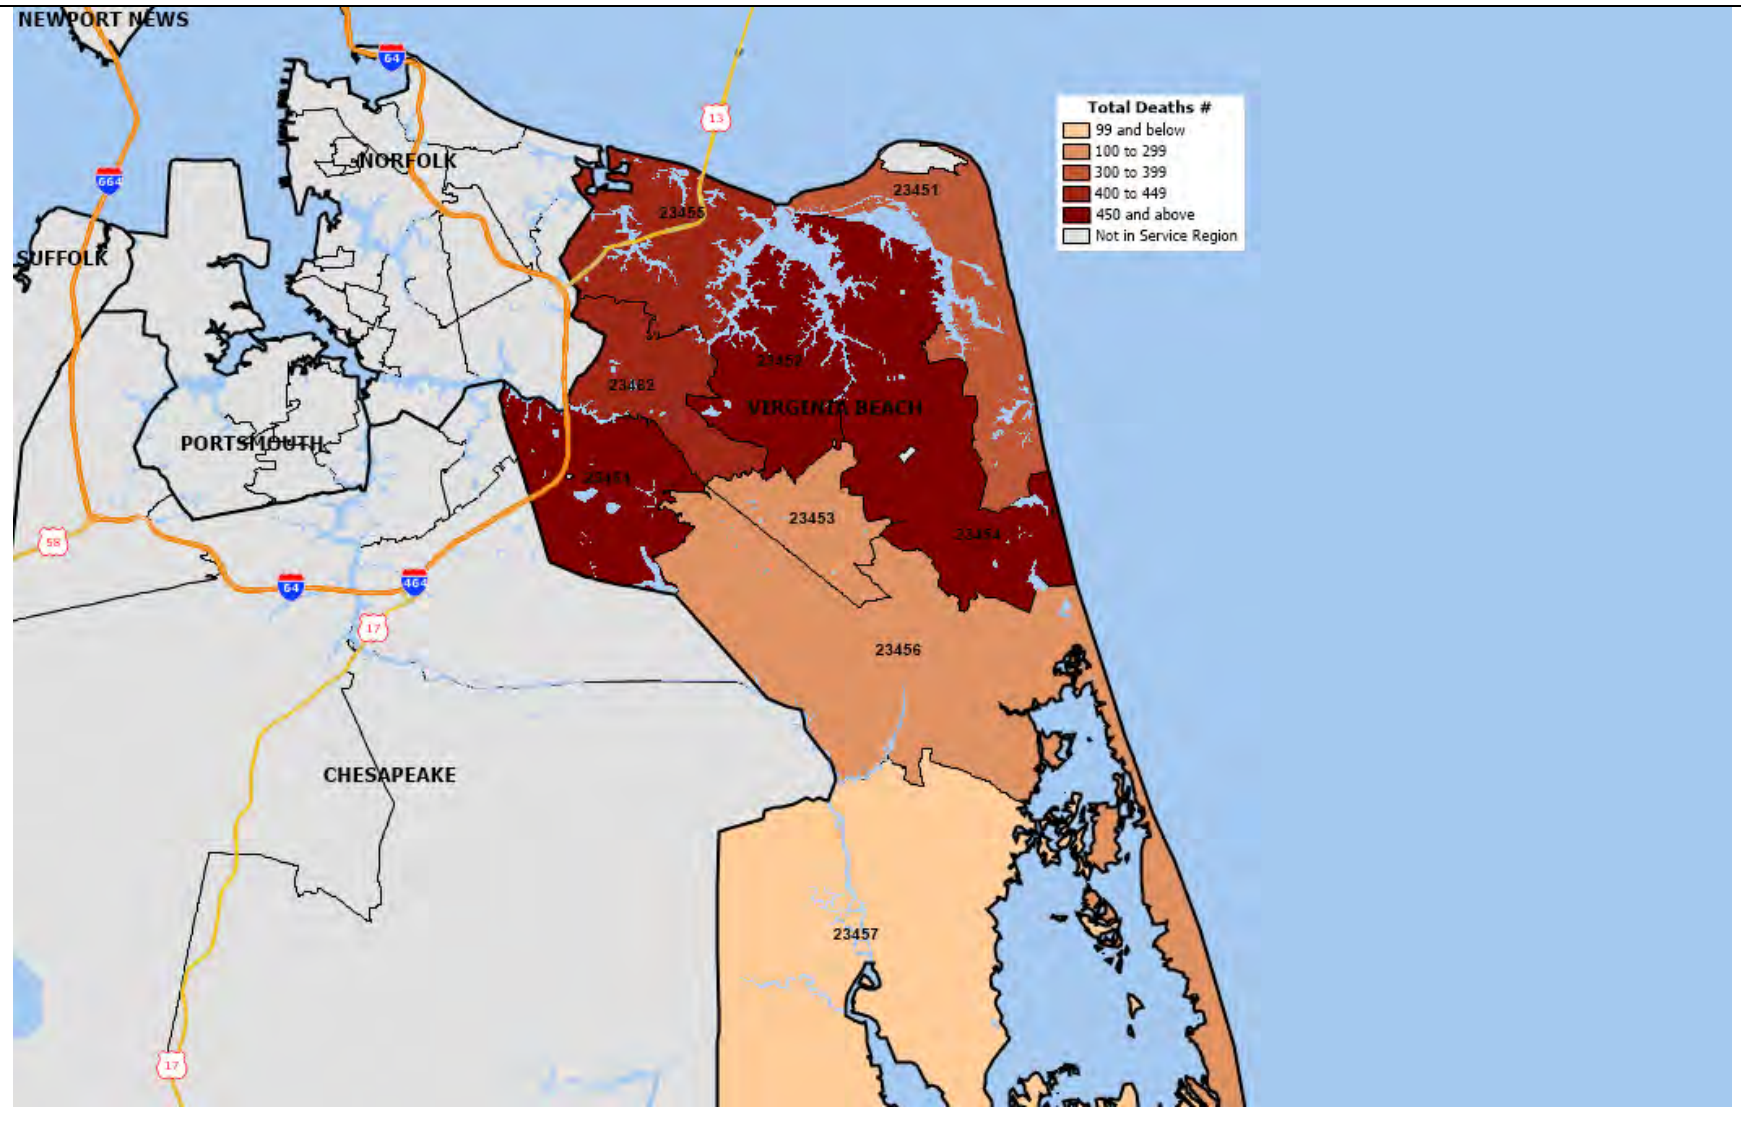 NEWPORT NEWS
64
13
Total Deaths #
99 and below
100 to 299
300 to 399
400 to 449
450 and above
Not in Service Region
NORFOLK
664
23451
23455
SUFFOLK
23452
23462
VIRGINIA BEACH
PORTSMOUTH
23453
23454
58
64
464
17
23456
CHESAPEAKE
23457
17